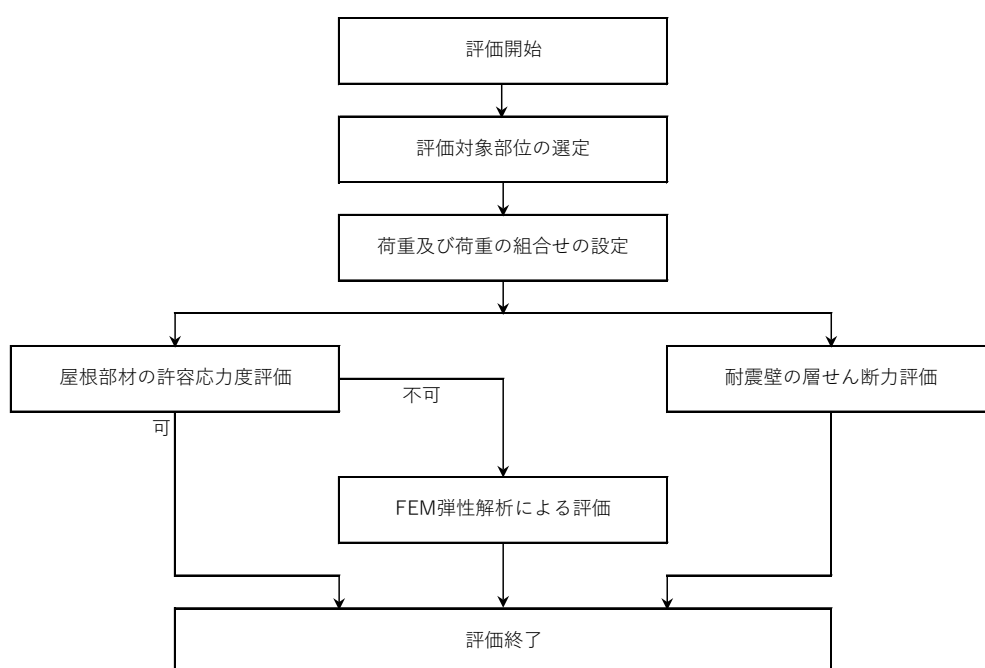 評価開始
評価対象部位の選定
荷重及び荷重の組合せの設定
屋根部材の許容応力度評価
耐震壁の層せん断力評価
不可
可
FEM弾性解析による評価
評価終了